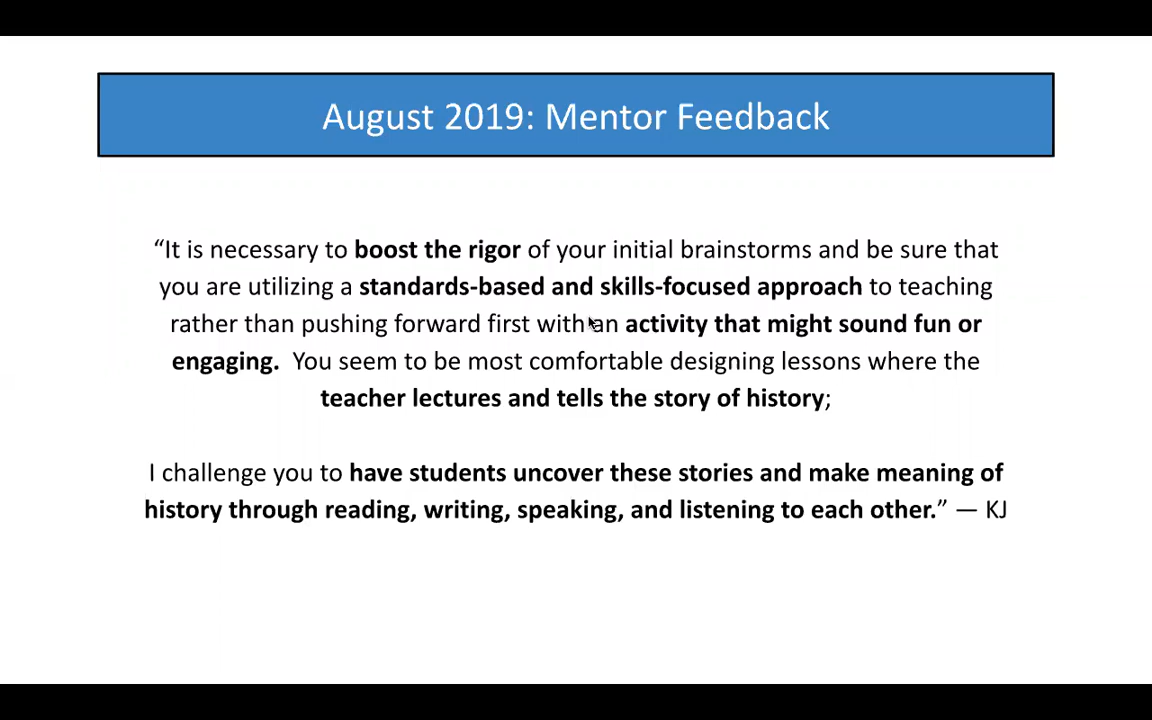 August 2019: Mentor Feedback
“It is necessary to boost the rigor of your initial brainstorms and be sure that
you are utilizing a standards-based and skills-focused approach to teaching
rather than pushing forward first with an activity that might sound fun or
engaging.  You seem to be most comfortable designing lessons where the
teacher lectures and tells the story of history;
I challenge you to have students uncover these stories and make meaning of
history through reading, writing, speaking, and listening to each other.” — KJ